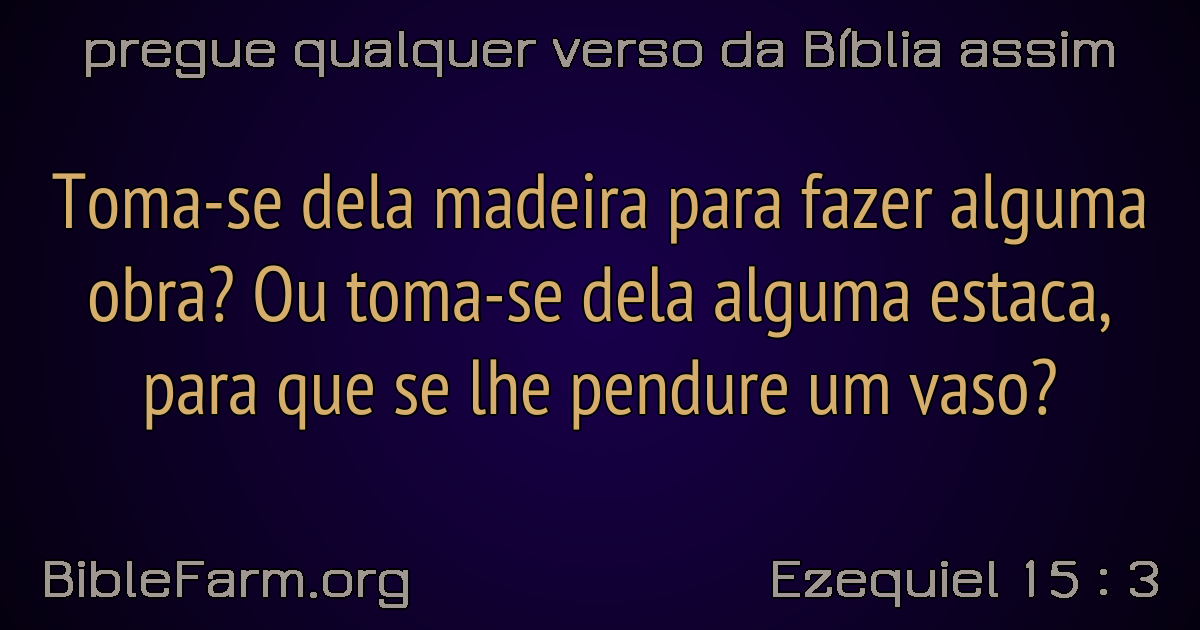 pregue qualquer verso da Bíblia assim
Toma-se dela madeira para fazer alguma
obra? Ou toma-se dela alguma estaca,
para que se lhe pendure um vaso?
BibleFarm.org
Ezequiel 15 : 3